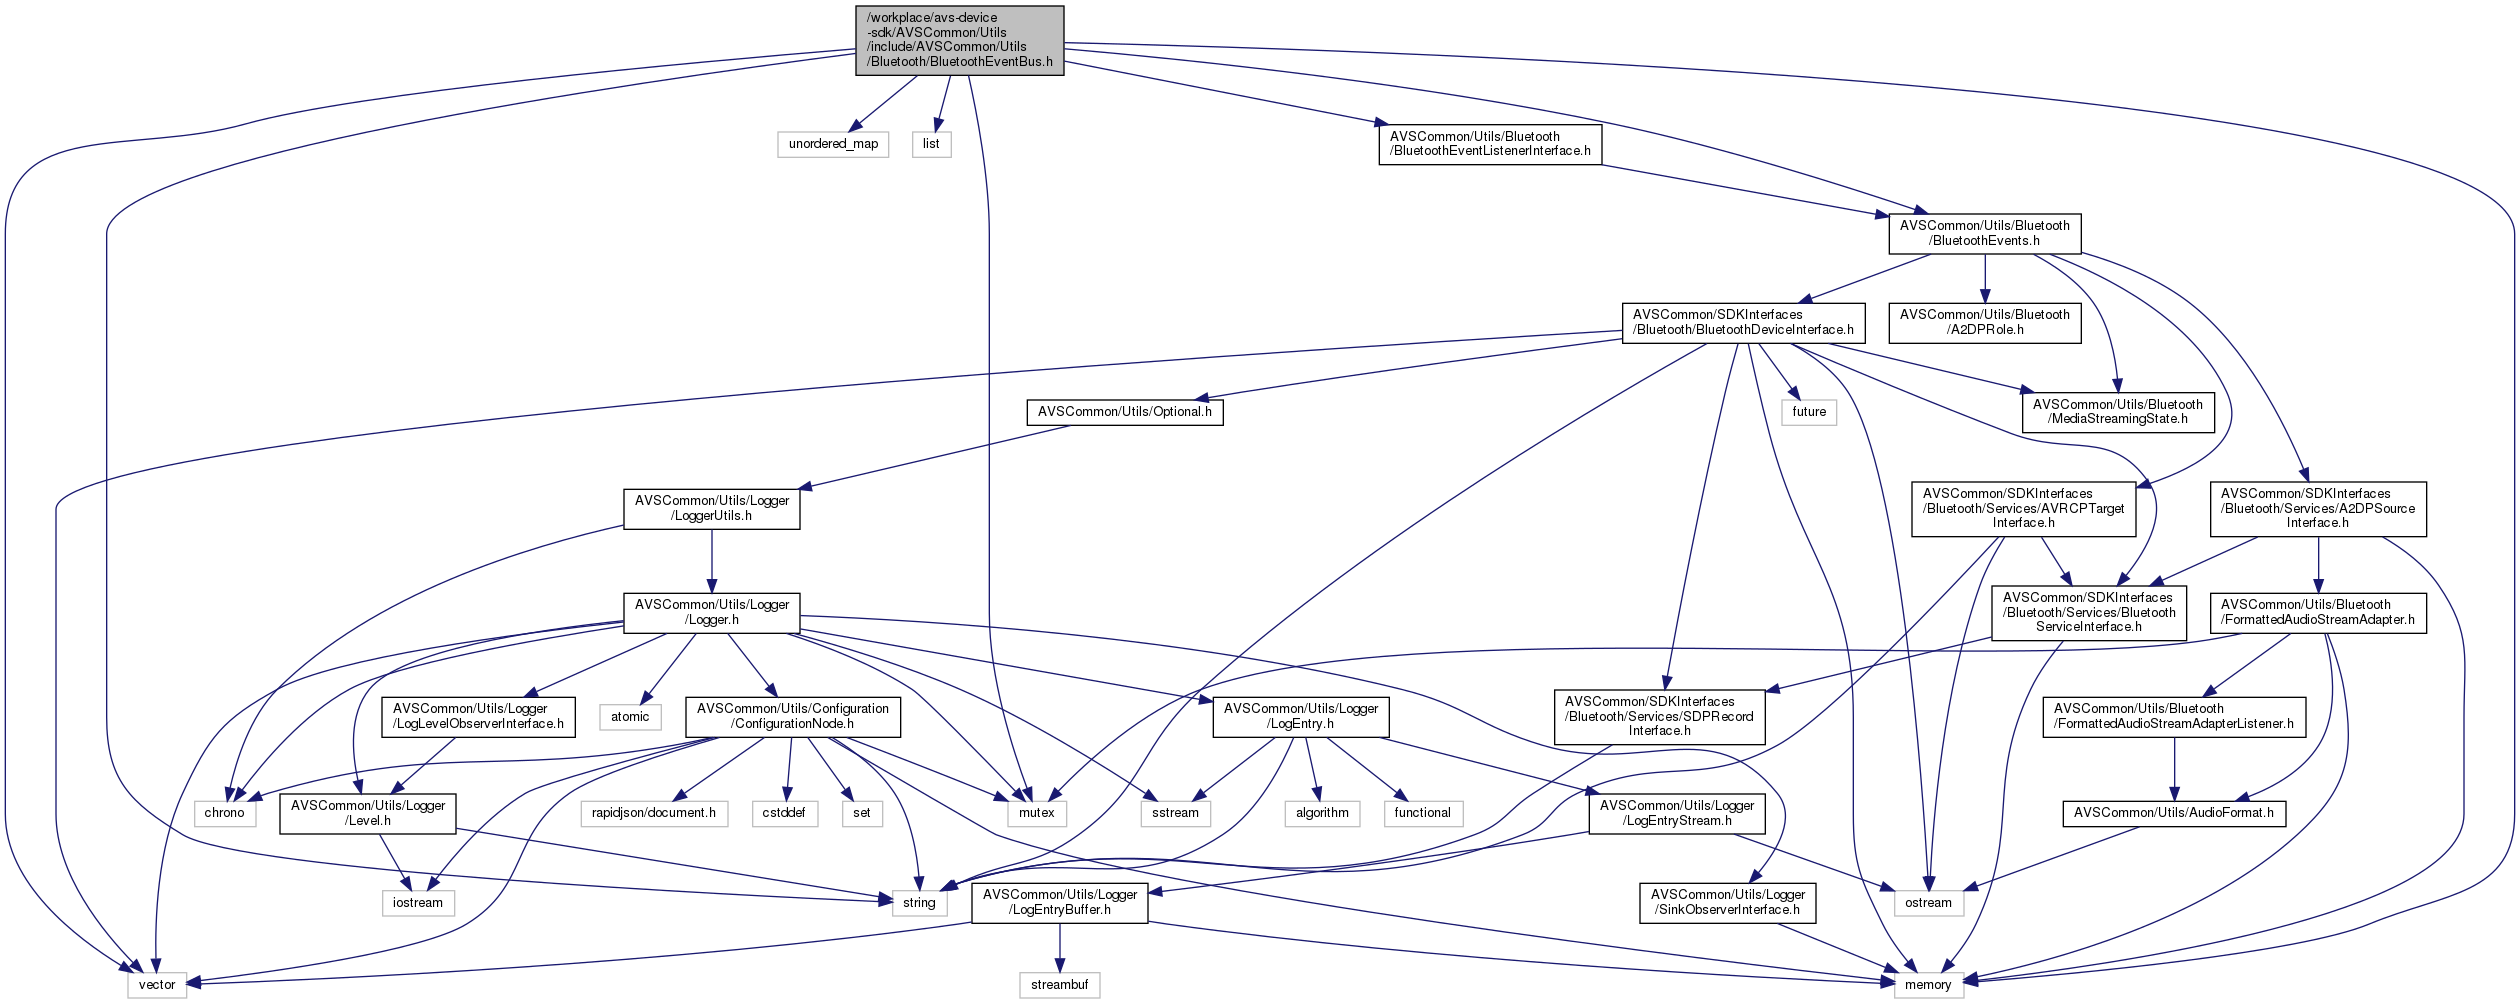 /workplace/avs-device
-sdk/AVSCommon/Utils
/include/AVSCommon/Utils
/Bluetooth/BluetoothEventBus.h
unordered_map
list
AVSCommon/Utils/Bluetooth
/BluetoothEventListenerInterface.h
AVSCommon/Utils/Bluetooth
/BluetoothEvents.h
AVSCommon/SDKInterfaces
/Bluetooth/BluetoothDeviceInterface.h
AVSCommon/Utils/Bluetooth
/A2DPRole.h
AVSCommon/Utils/Optional.h
future
AVSCommon/Utils/Bluetooth
/MediaStreamingState.h
AVSCommon/Utils/Logger
/LoggerUtils.h
AVSCommon/SDKInterfaces
/Bluetooth/Services/AVRCPTarget
Interface.h
AVSCommon/SDKInterfaces
/Bluetooth/Services/A2DPSource
Interface.h
AVSCommon/Utils/Logger
/Logger.h
AVSCommon/SDKInterfaces
/Bluetooth/Services/Bluetooth
ServiceInterface.h
AVSCommon/Utils/Bluetooth
/FormattedAudioStreamAdapter.h
AVSCommon/Utils/Logger
/LogLevelObserverInterface.h
atomic
AVSCommon/Utils/Configuration
/ConfigurationNode.h
AVSCommon/Utils/Logger
/LogEntry.h
AVSCommon/SDKInterfaces
/Bluetooth/Services/SDPRecord
Interface.h
AVSCommon/Utils/Bluetooth
/FormattedAudioStreamAdapterListener.h
chrono
AVSCommon/Utils/Logger
/Level.h
rapidjson/document.h
cstddef
set
mutex
sstream
algorithm
functional
AVSCommon/Utils/Logger
/LogEntryStream.h
AVSCommon/Utils/AudioFormat.h
iostream
string
AVSCommon/Utils/Logger
/LogEntryBuffer.h
AVSCommon/Utils/Logger
/SinkObserverInterface.h
ostream
vector
streambuf
memory